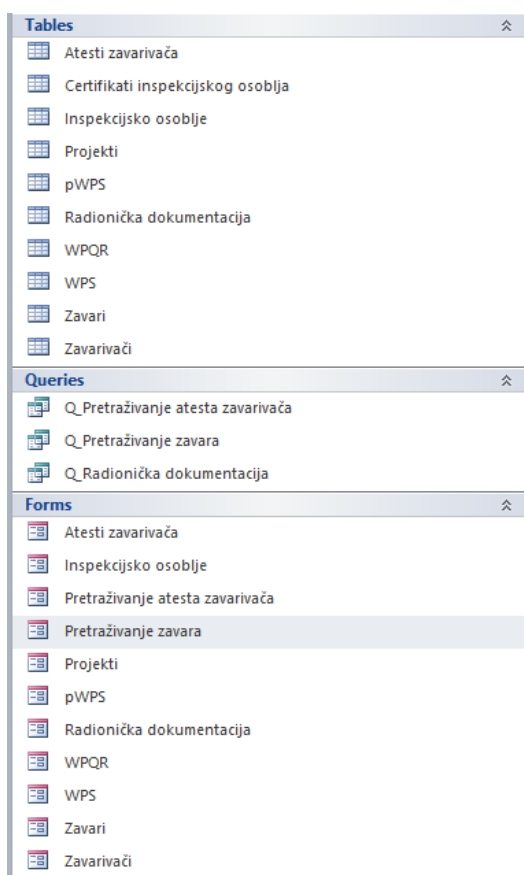 Tables
Atesti zavarivača
Certifikati inspekcijskog osoblja
Inspekcijsko osoblje
Projekti
pWPS
Radionička dokumentacija
WPQR
WPS
Zavari
Zavarivači
Queries
Q_Pretraživanje atesta zavarivača
Q_Pretraživanje zavara
Q_Radionička dokumentacija
Forms
Atesti zavarivača
Inspekcijsko osoblje
Pretraživanje atesta zavarivača
Pretraživanje zavara
Projekti
pWPS
Radionička dokumentacija
WPQR
WPS
Zavari
Zavarivači